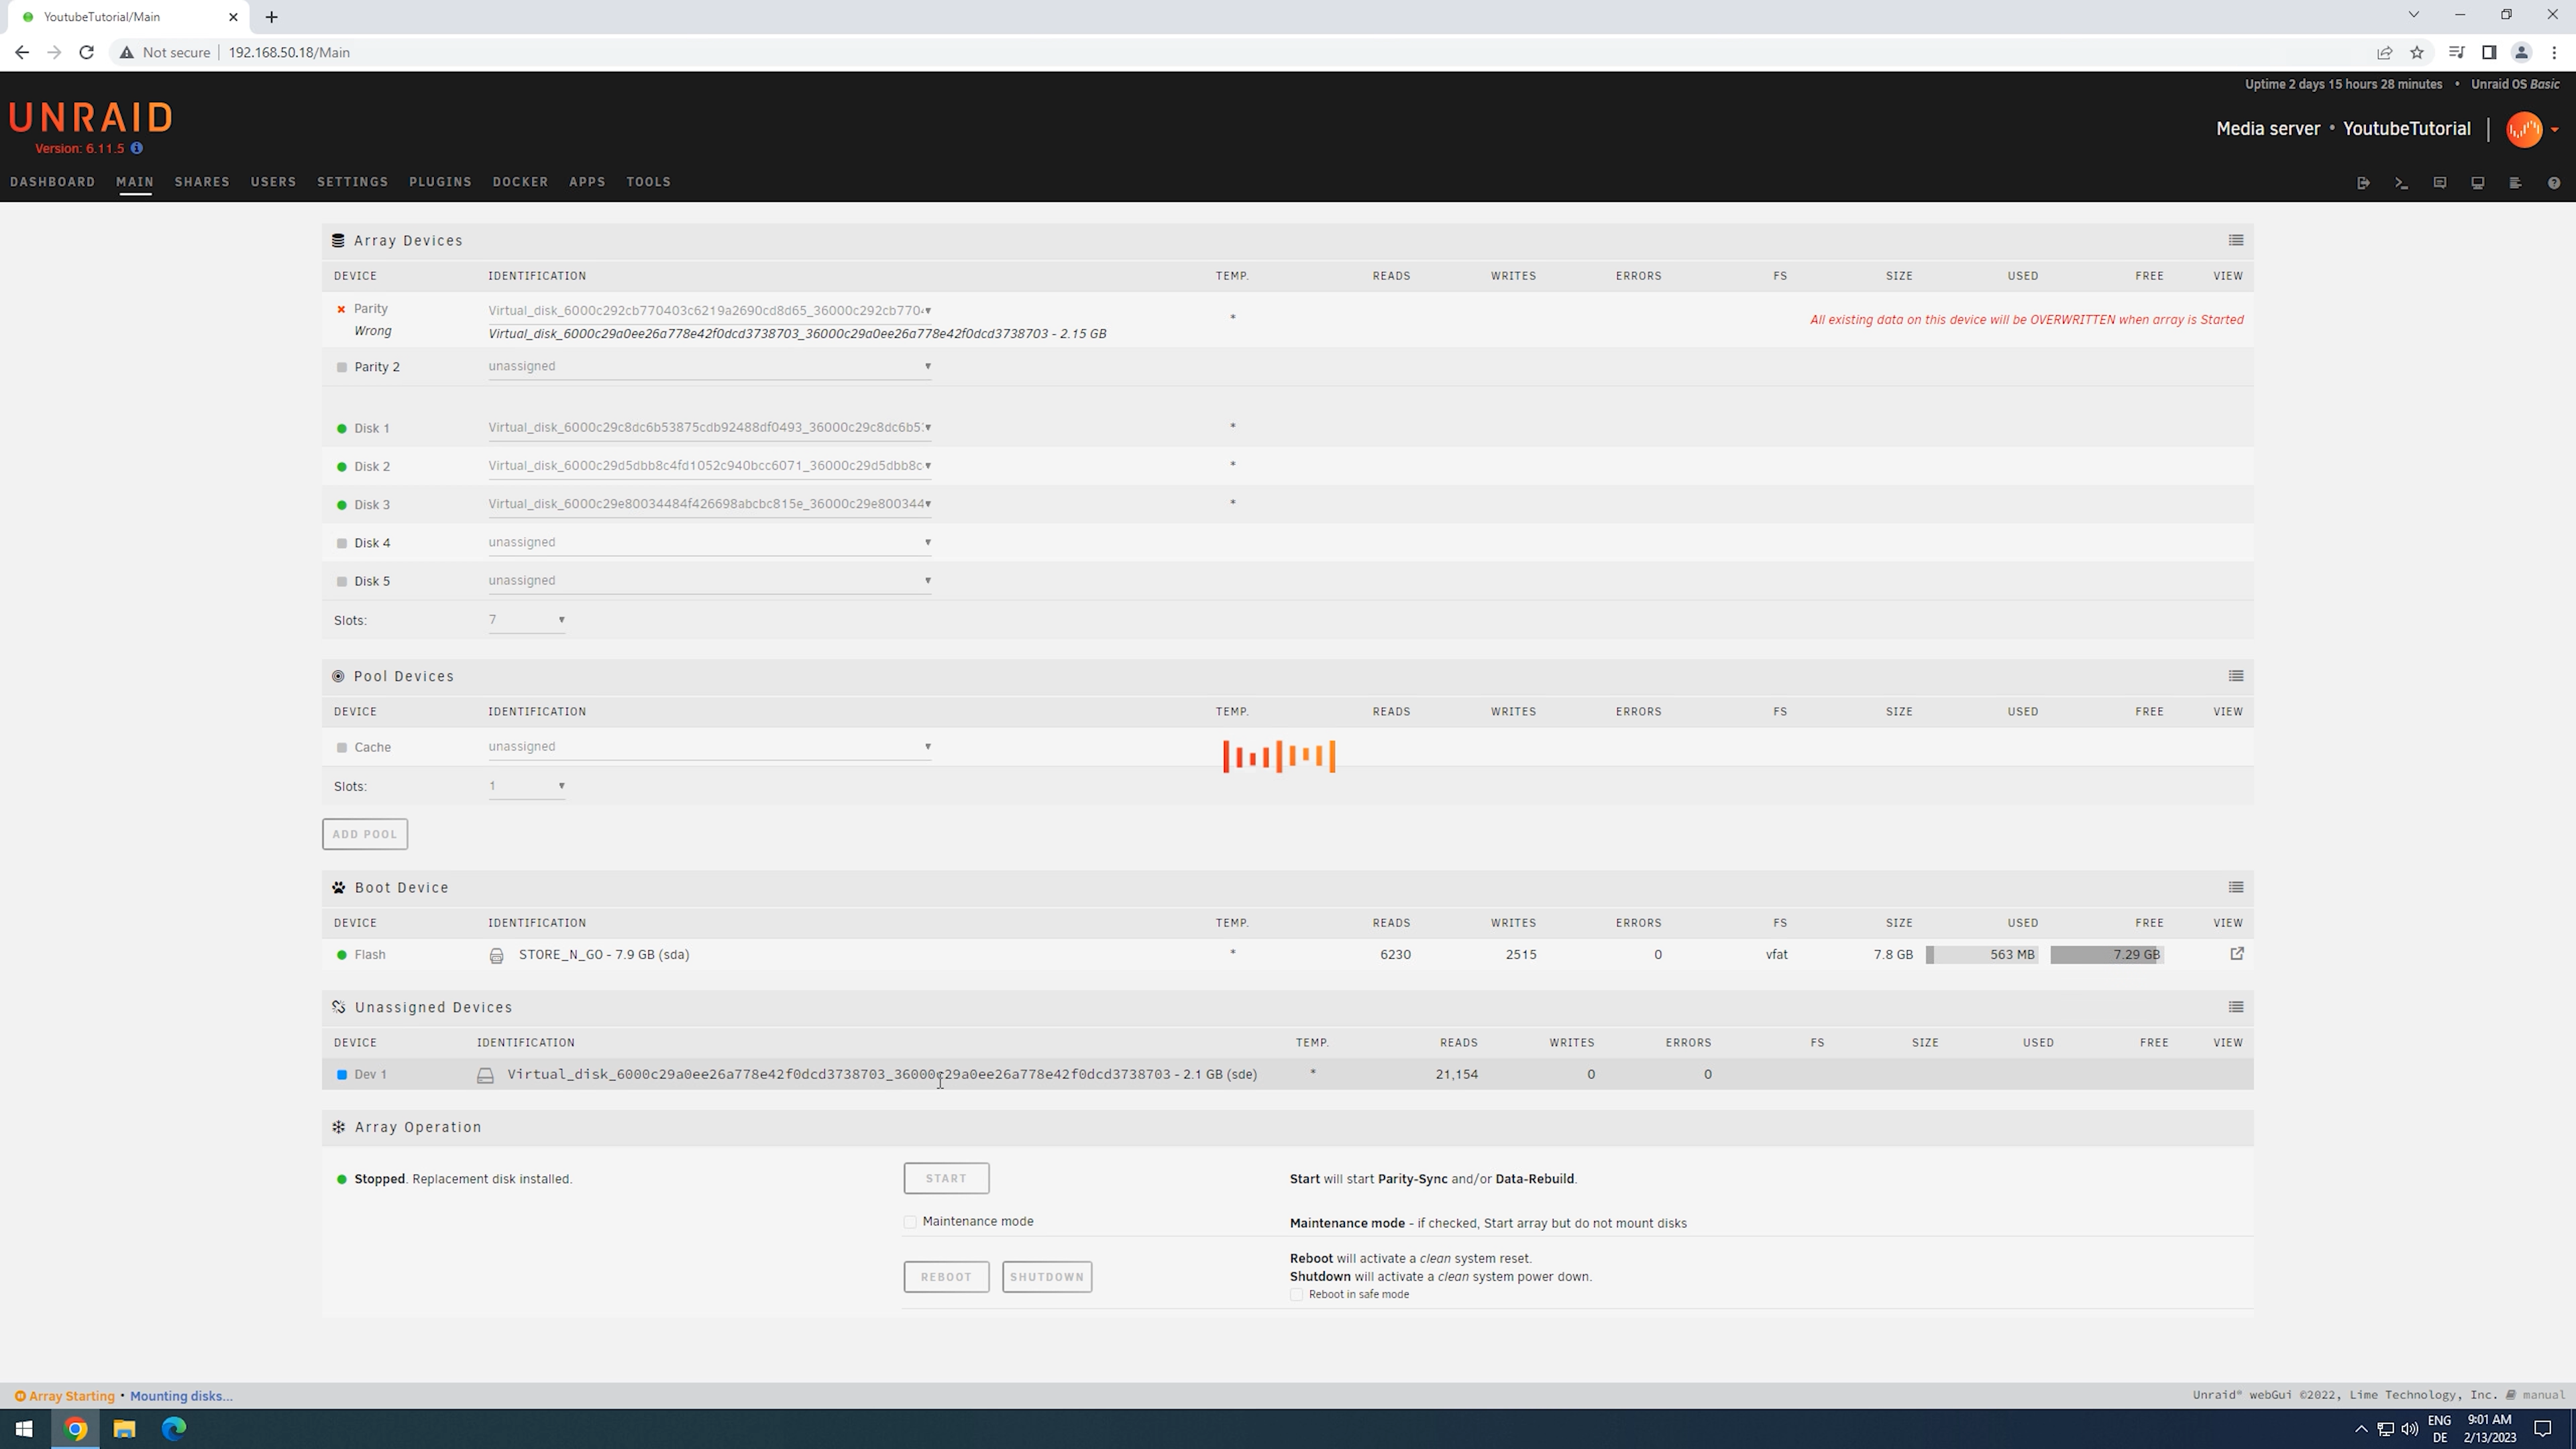 YoutubeTutorial/Main
Not secure 192.168.50.18/Main
Uptime 2 days 15 hours 28 minutes • Unraid OS Basic
UNRAID
Version: 6.11.5
Media server • YoutubeTutorial
DASHBOARD MAIN SHARES USERS SETTINGS PLUGINS DOCKER APPS TOOLS
Array Devices
DEVICE IDENTIFICATION TEMP. READS WRITES ERRORS FS SIZE USED FREE VIEW
Parity Virtual_disk_6000c292cb770403c6219a2690cd8d65_36000c292cb770
Wrong Virtual_disk_6000c29a0ee26a778e42f0dcd3738703_36000c29a0ee26a778e42f0dcd3738703 - 2.15 GB * All existing data on this device will be OVERWRITTEN when array is Started
Parity 2 unassigned
Disk 1 Virtual_disk_6000c29c8dc6b53875cdb92488df0493_36000c29c8dc6b5 *
Disk 2 Virtual_disk_6000c29d5dbb8c4fd1052c940bcc6071_36000c29d5dbb8c *
Disk 3 Virtual_disk_6000c29e80034484f426698abcbc815e_36000c29e800344 *
Disk 4 unassigned
Disk 5 unassigned
Slots: 7
Pool Devices
DEVICE IDENTIFICATION TEMP. READS WRITES ERRORS FS SIZE USED FREE VIEW
Cache unassigned
Slots: 1
ADD POOL
Boot Device
DEVICE IDENTIFICATION TEMP. READS WRITES ERRORS FS SIZE USED FREE VIEW
Flash STORE_N_GO - 7.9 GB (sda) * 6230 2515 0 vfat 7.8 GB 563 MB 7.29 GB
Unassigned Devices
DEVICE IDENTIFICATION TEMP. READS WRITES ERRORS FS SIZE USED FREE VIEW
Dev 1 Virtual_disk_6000c29a0ee26a778e42f0dcd3738703_36000c29a0ee26a778e42f0dcd3738703 - 2.1 GB (sde) * 21,154 0 0
Array Operation
Stopped. Replacement disk installed. START Start will start Parity-Sync and/or Data-Rebuild.
Maintenance mode Maintenance mode - if checked, Start array but do not mount disks
Reboot will activate a clean system reset.
REBOOT SHUTDOWN Shutdown will activate a clean system power down.
Reboot in safe mode
Array Starting • Mounting disks...
Unraid® webGui ©2022, Lime Technology, Inc. manual
ENG 9:01 AM
DE 2/13/2023